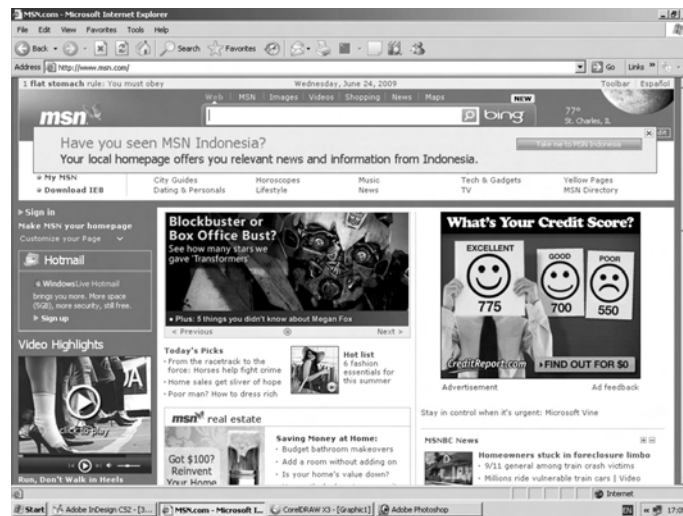 MSN.com - Microsoft Internet Explorer
File Edit View Favorites Tools Help
Back Search Favorites
Address http://www.msn.com/ Go Links
1 flat stomach rule: You must obey Wednesday, June 24, 2009 Toolbar Español
Web MSN Images Videos Shopping News Maps
NEW
msn bing 77°
St. Charles, IL
Have you seen MSN Indonesia? Take me to MSN Indonesia
Your local homepage offers you relevant news and information from Indonesia.
My MSN City Guides Horoscopes Music Tech & Gadgets Yellow Pages
Download IE8 Dating & Personals Lifestyle News TV MSN Directory
Sign in
Make MSN your homepage
Customize your Page
Hotmail
WindowsLive Hotmail
brings you more. More space
(5GB), more security, still free.
Sign up
Video Highlights
click to play
Run, Don't Walk in Heels
Blockbuster or
Box Office Bust?
See how many stars we
gave 'Transformers'
• Plus: 5 things you didn't know about Megan Fox
< Previous Next >
Today's Picks
From the racetrack to the
force: Horses help fight crime
Home sales get sliver of hope
Poor man? How to dress rich
Hot list
6 fashion
essentials for
this summer
msn real estate
Got $100?
Reinvent
Your Home
Saving Money at Home:
Budget bathroom makeovers
Add a room without adding on
Is your home's value down?
What's Your Credit Score?
EXCELLENT GOOD POOR
775 700 550
CreditReport.com FIND OUT FOR $0
Advertisement Ad feedback
Stay in control when it's urgent: Microsoft Vine
MSNBC News
Homeowners stuck in foreclosure limbo
9/11 general among train crash victims
Millions ride vulnerable train cars | Video
Internet
Start Adobe InDesign CS2 - [3... MSN.com - Microsoft I... CorelDRAW X3 - [Graphic1] Adobe Photoshop EN 17:0